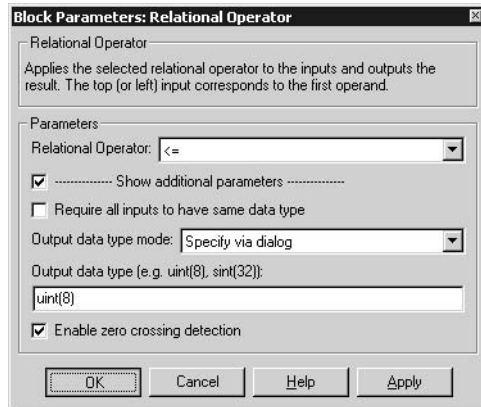 Block Parameters: Relational Operator
Relational Operator
Applies the selected relational operator to the inputs and outputs the
result. The top (or left) input corresponds to the first operand.
Parameters
Relational Operator: <=
-------------- Show additional parameters --------------
Require all inputs to have same data type
Output data type mode: Specify via dialog
Output data type (e.g. uint(8), sint(32)):
uint(8)
Enable zero crossing detection
OK Cancel Help Apply